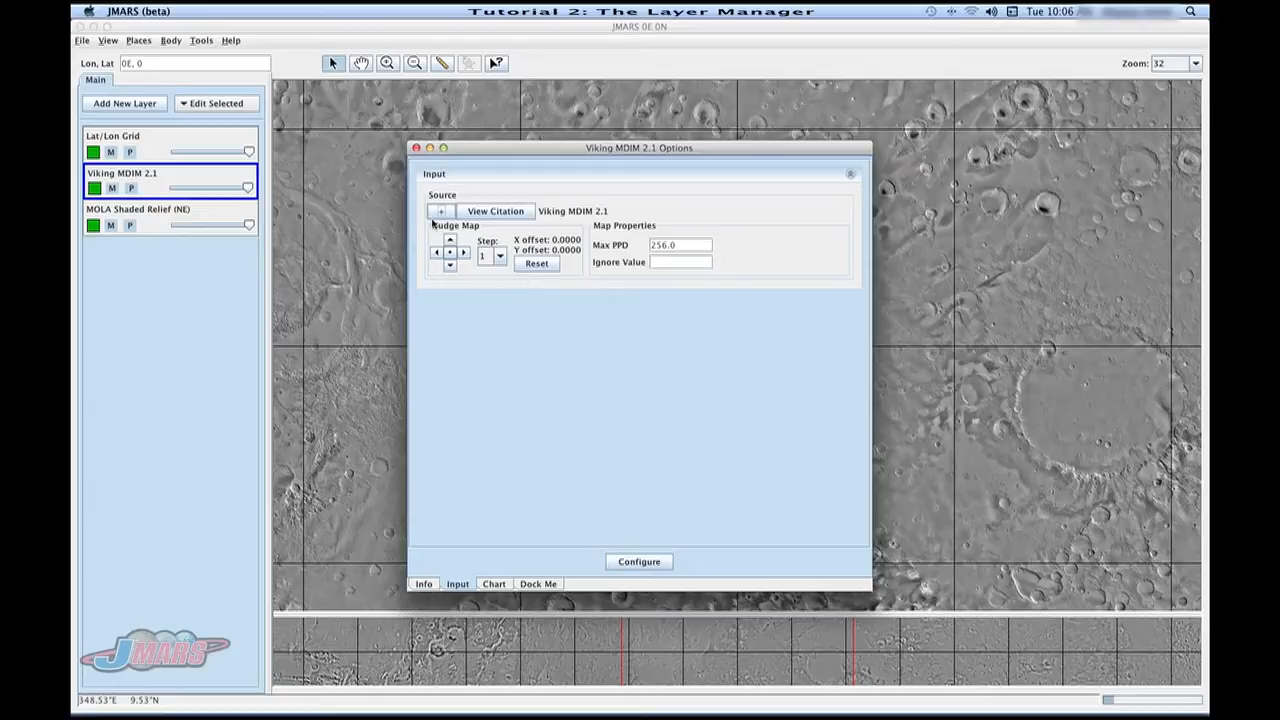 JMARS (beta)
Tutorial 2: The Layer Manager
Tue 10:06
JMARS 0E 0N
File View Places Body Tools Help
Lon, Lat 0E, 0
Zoom: 32
Main
Add New Layer
Edit Selected
Lat/Lon Grid
M P
Viking MDIM 2.1
M P
MOLA Shaded Relief (NE)
M P
Viking MDIM 2.1 Options
Input
Source
+ View Citation Viking MDIM 2.1
Nudge Map
Step:
1
X offset: 0.0000
Y offset: 0.0000
Reset
Map Properties
Max PPD 256.0
Ignore Value
Configure
Info Input Chart Dock Me
JMARS
348.53°E 9.53°N